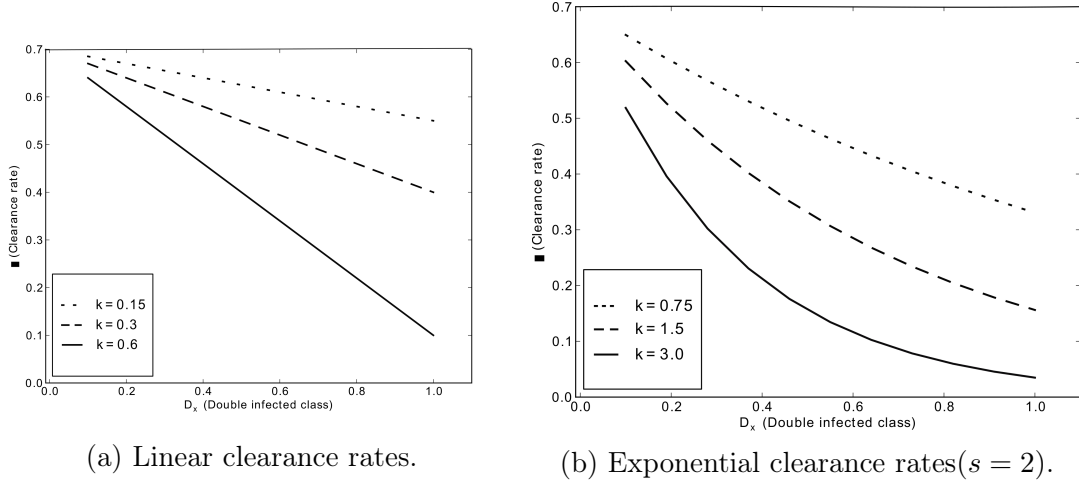 0.7
0.6
0.5
0.4
0.3
0.2
0.1
0.0
(Clearance rate)
k = 0.15
k = 0.3
k = 0.6
0.0 0.2 0.4 0.6 0.8 1.0
Dx (Double infected class)
(a) Linear clearance rates.
0.7
0.6
0.5
0.4
0.3
0.2
0.1
0.0
(Clearance rate)
k = 0.75
k = 1.5
k = 3.0
0.0 0.2 0.4 0.6 0.8 1.0
Dx (Double infected class)
(b) Exponential clearance rates(s = 2).